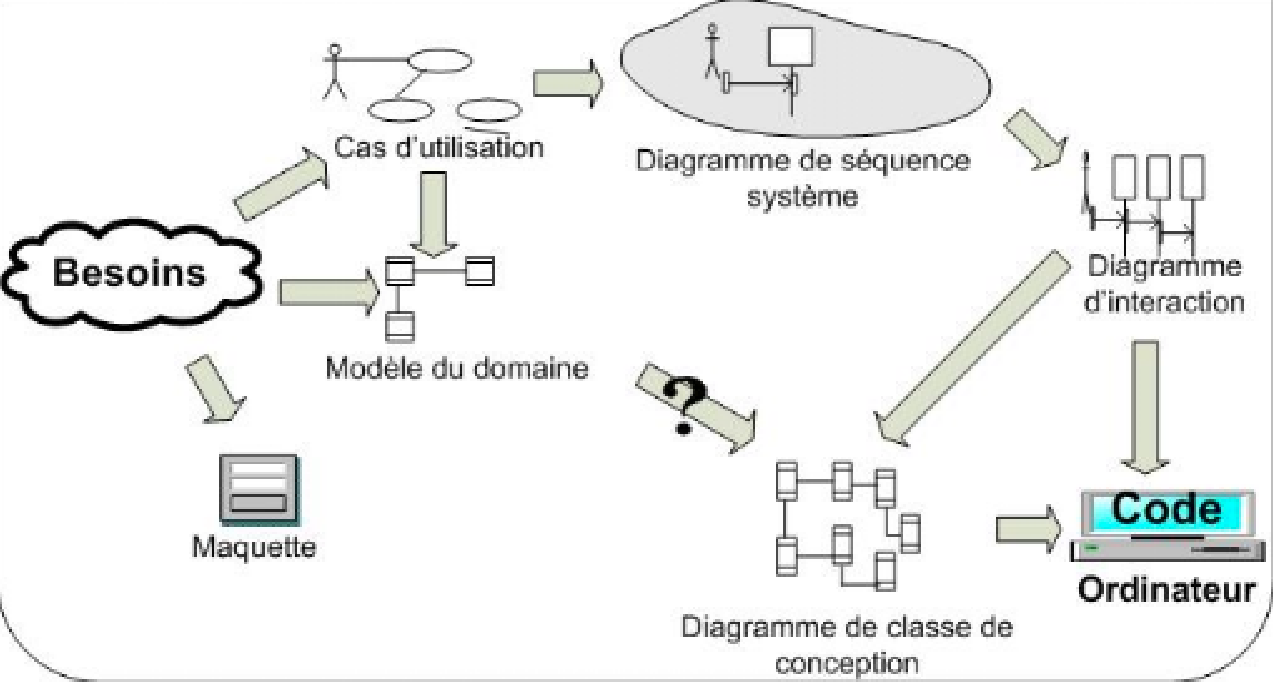 Cas d'utilisation
Diagramme de séquence
système
Besoins
Diagramme
d'interaction
Modèle du domaine
?
Maquette
Code
Ordinateur
Diagramme de classe de
conception